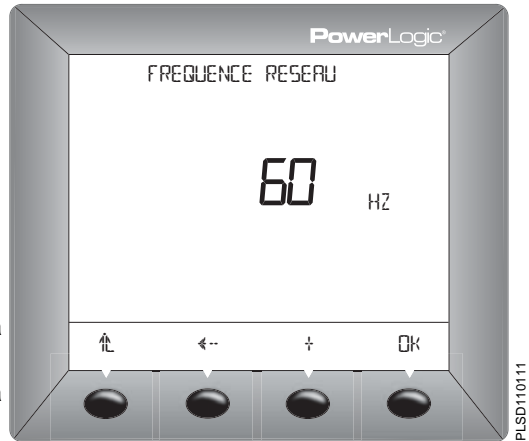 PowerLogic®
FREQUENCE RESEAU
60 HZ
<-- + OK
PLSD110111